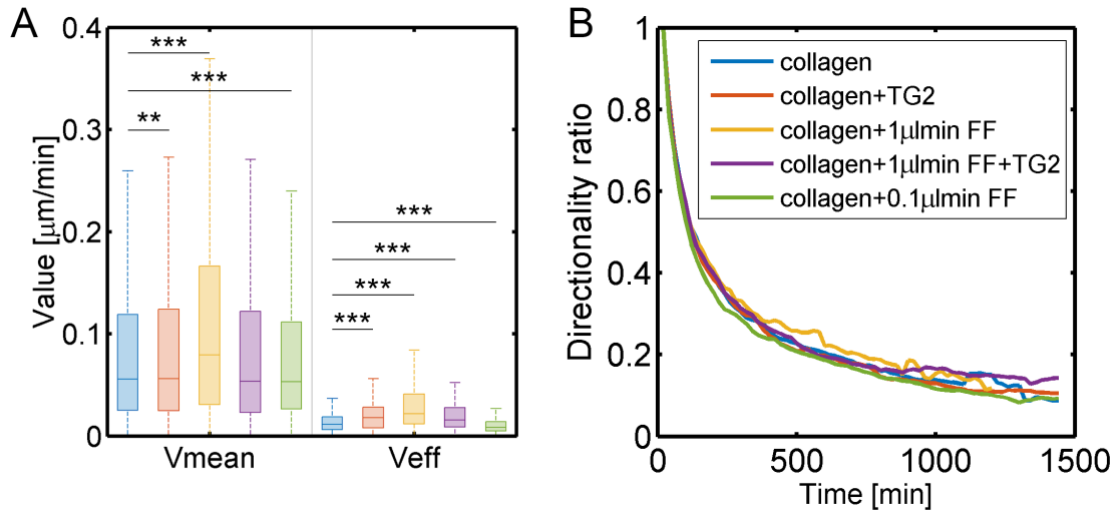 A
Value [μm/min]
0.4
0.3
0.2
0.1
0
***
***
**
***
***
***
***
Vmean
Veff
B
Directionality ratio
1
0.8
0.6
0.4
0.2
0
collagen
collagen+TG2
collagen+1μlmin FF
collagen+1μlmin FF+TG2
collagen+0.1μlmin FF
0
500
1000
1500
Time [min]